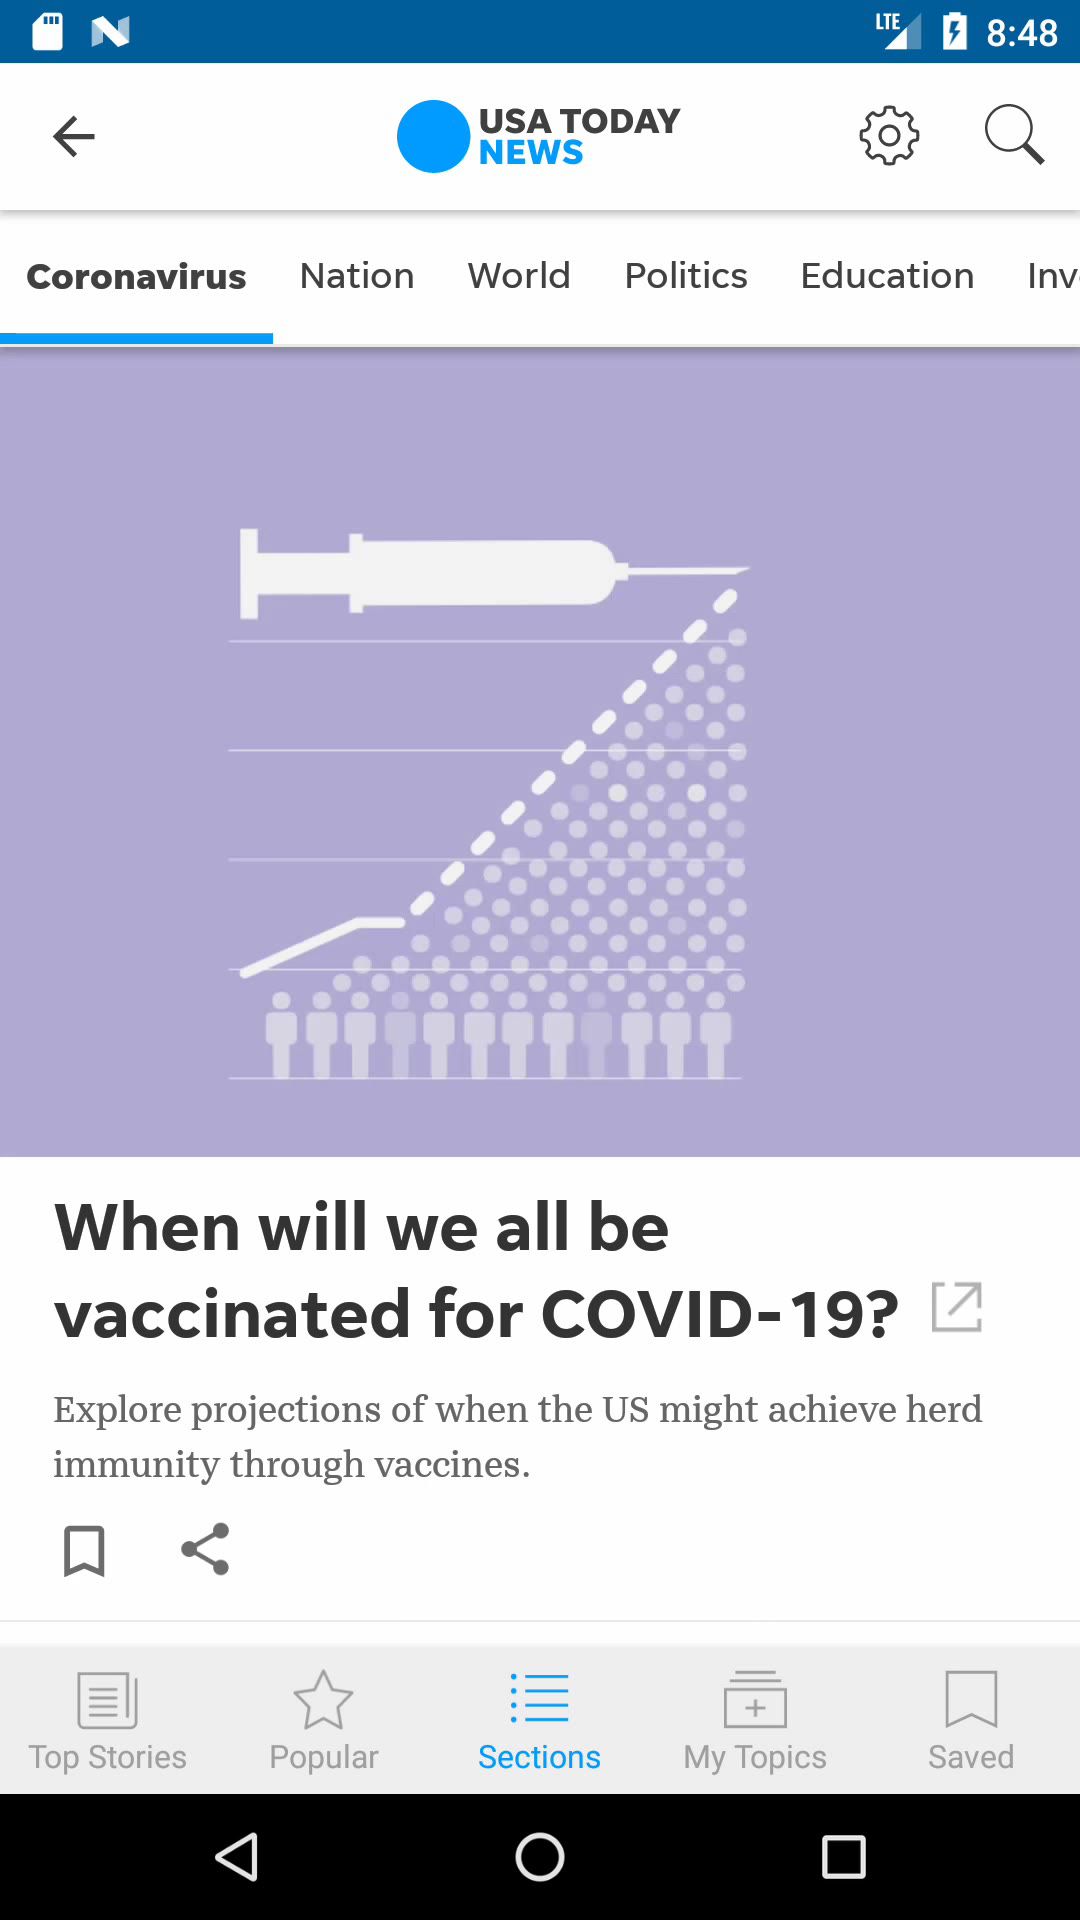 LTE 8:48
USA TODAY
NEWS
Coronavirus Nation World Politics Education Inv
When will we all be
vaccinated for COVID-19?
Explore projections of when the US might achieve herd
immunity through vaccines.
Top Stories Popular Sections My Topics Saved